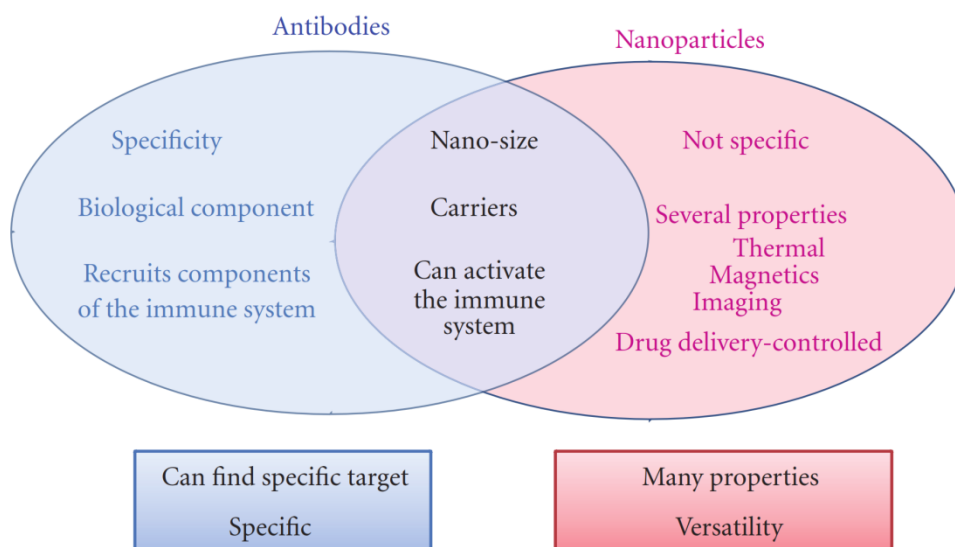 Antibodies
Nanoparticles
Specificity
Biological component
Recruits components
of the immune system
Nano-size
Carriers
Can activate
the immune
system
Not specific
Several properties
Thermal
Magnetics
Imaging
Drug delivery-controlled
Can find specific target
Specific
Many properties
Versatility